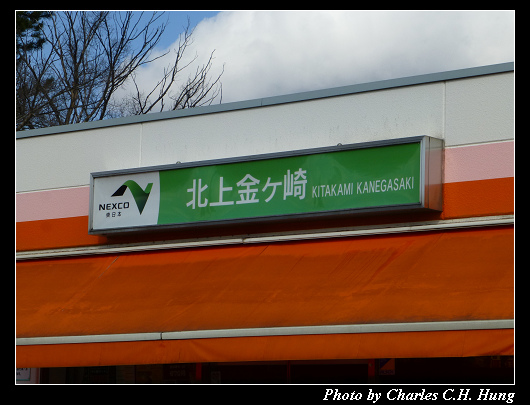 NEXCO
東日本
北上金ケ崎 KITAKAMI KANEGASAKI
Photo by Charles C.H. Hung